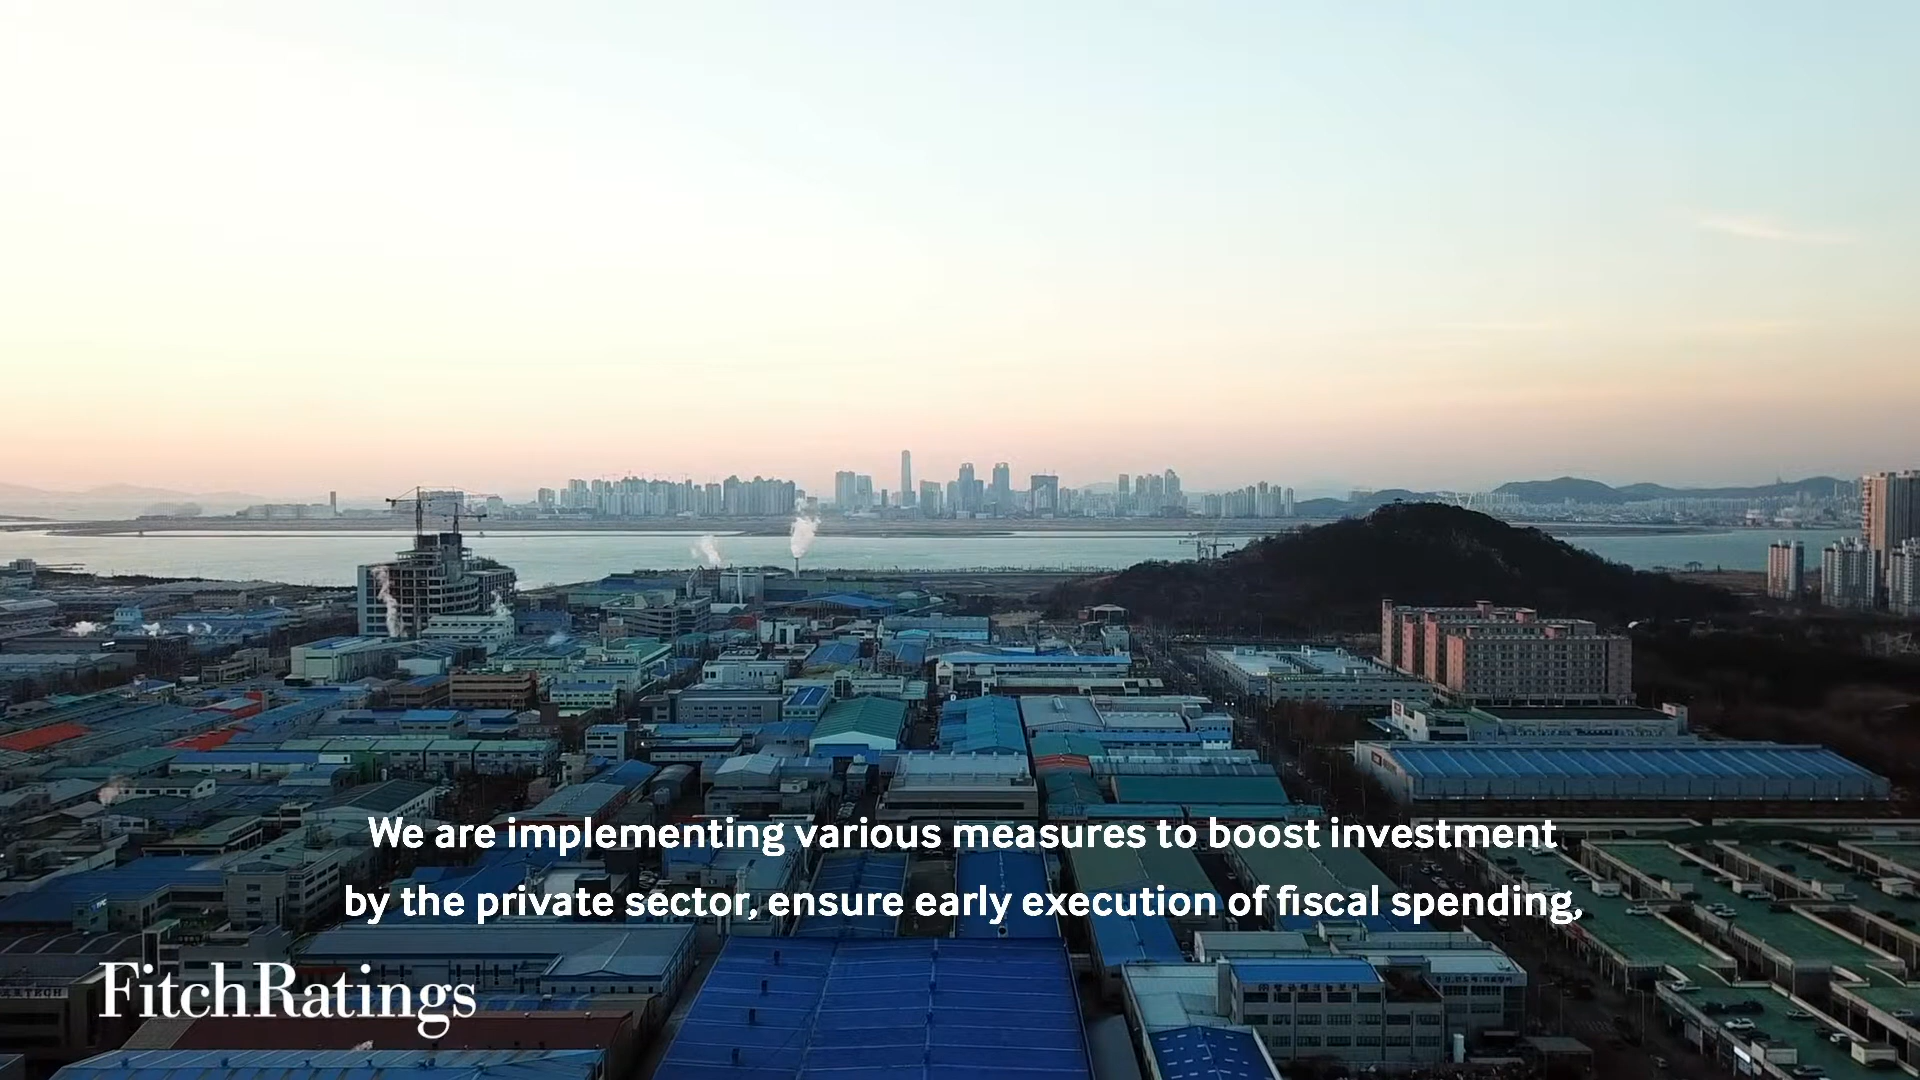 We are implementing various measures to boost investment
by the private sector, ensure early execution of fiscal spending,
FitchRatings